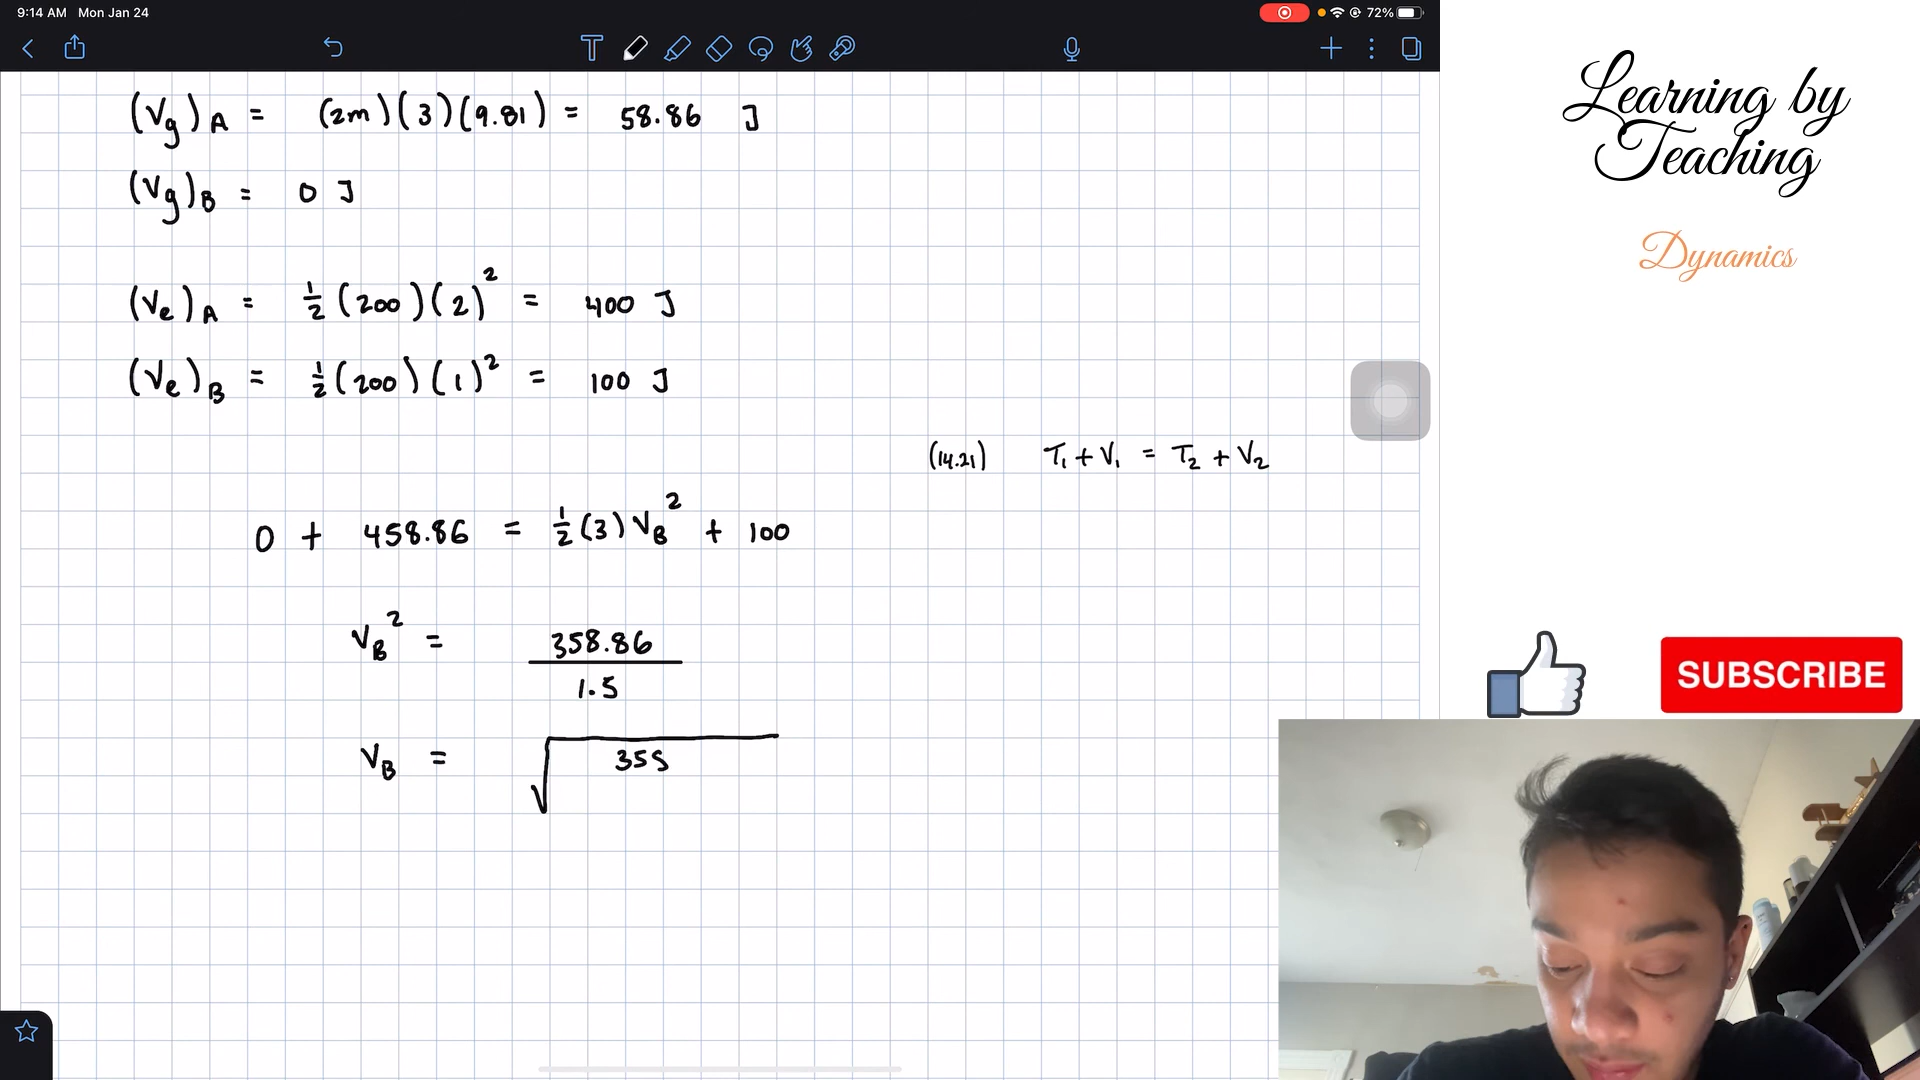 9:14 AM Mon Jan 24
72%
(Vg)A = (2m)(3)(9.81) = 58.86 J
(Vg)B = 0 J
(Ve)A = ½(200)(2)² = 400 J
(Ve)B = ½(200)(1)² = 100 J
(14.21) T₁ + V₁ = T₂ + V₂
0 + 458.86 = ½(3)VB² + 100
VB² = 358.86
1.5
VB = √355
Learning by
Teaching
Dynamics
SUBSCRIBE